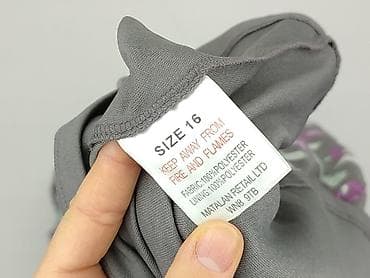 SIZE 16
KEEP AWAY FROM
FIRE AND FLAMES
FABRIC:100%POLYESTER
LINING:100%POLYESTER
MATALAN RETAIL LTD
WN8 9TB